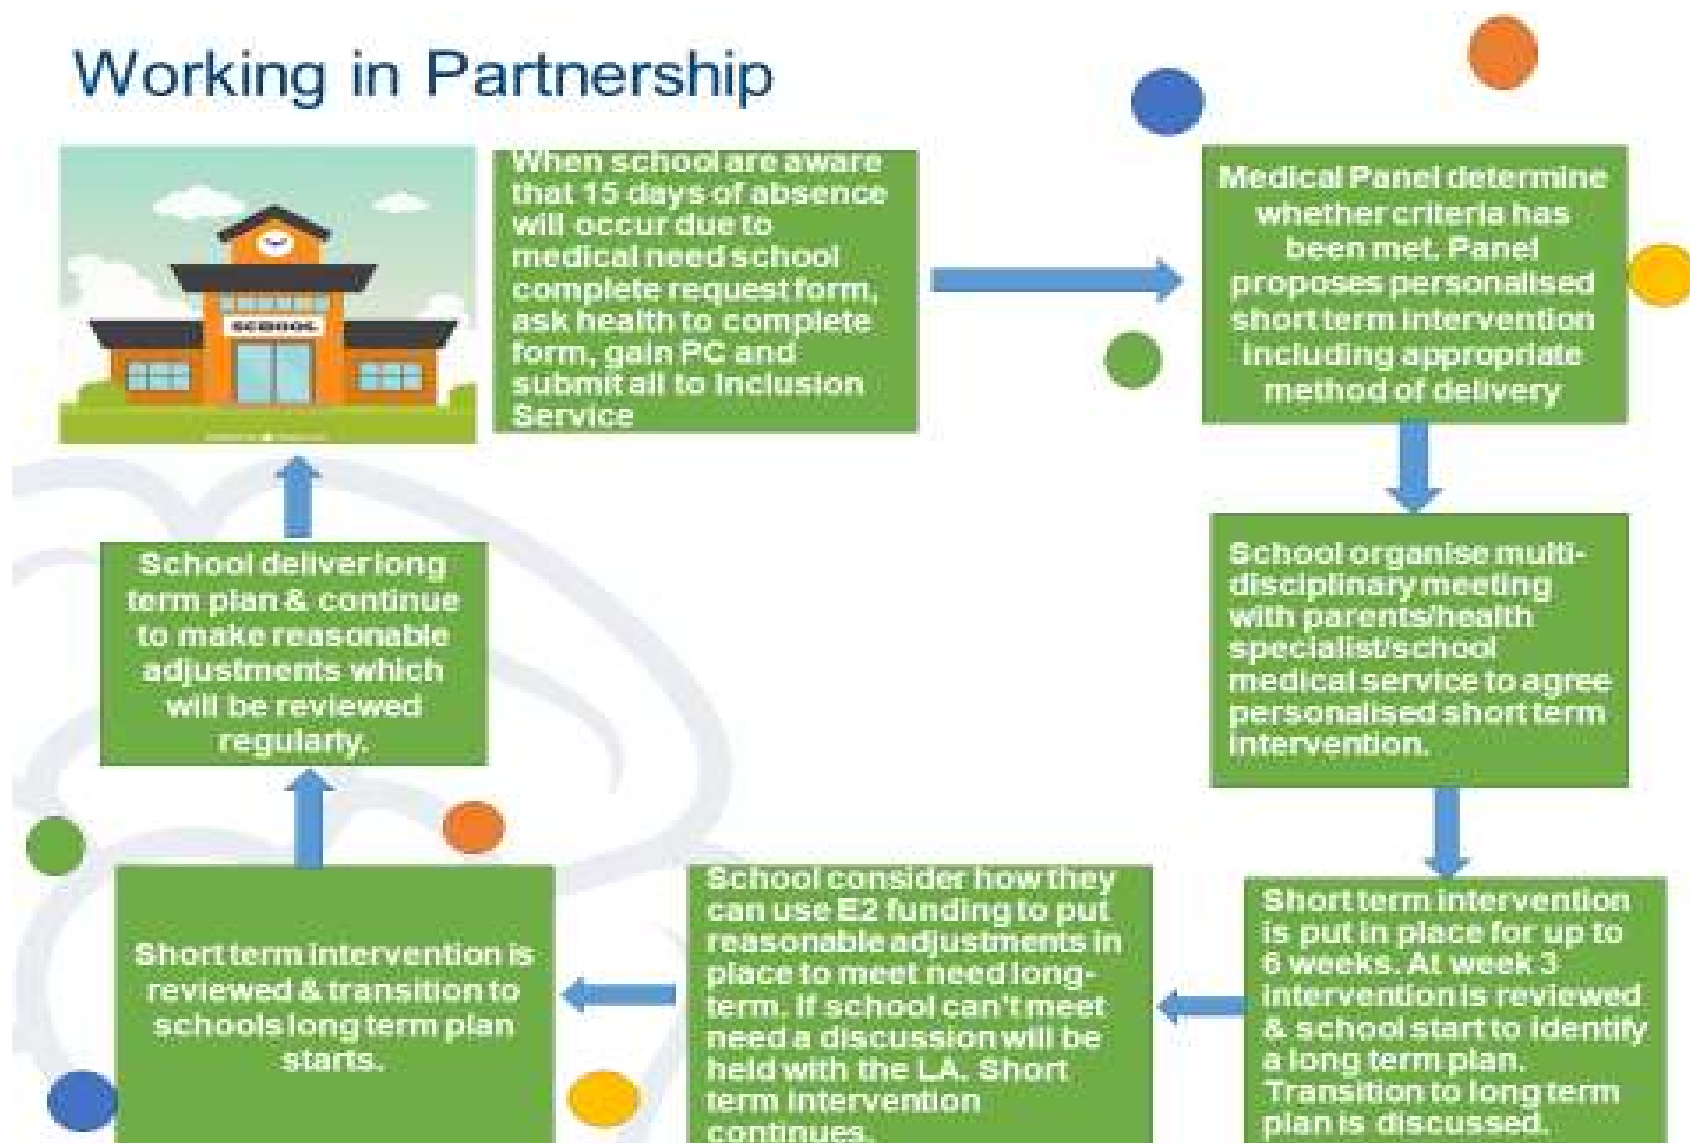 Working in Partnership
SCHOOL
When school are aware
that 15 days of absence
will occur due to
medical need school
complete request form,
ask health to complete
form, gain PC and
submit all to Inclusion
Service
Medical Panel determine
whether criteria has
been met. Panel
proposes personalised
short term intervention
including appropriate
method of delivery
School organise multi-
disciplinary meeting
with parents/health
specialist/school
medical service to agree
personalised short term
intervention.
Short term intervention
is put in place for up to
6 weeks. At week 3
intervention is reviewed
& school start to identify
a long term plan.
Transition to long term
plan is discussed.
School consider how they
can use E2 funding to put
reasonable adjustments in
place to meet need long-
term. If school can't meet
need a discussion will be
held with the LA. Short
term intervention
continues.
Short term intervention is
reviewed & transition to
schools long term plan
starts.
School deliver long
term plan & continue
to make reasonable
adjustments which
will be reviewed
regularly.